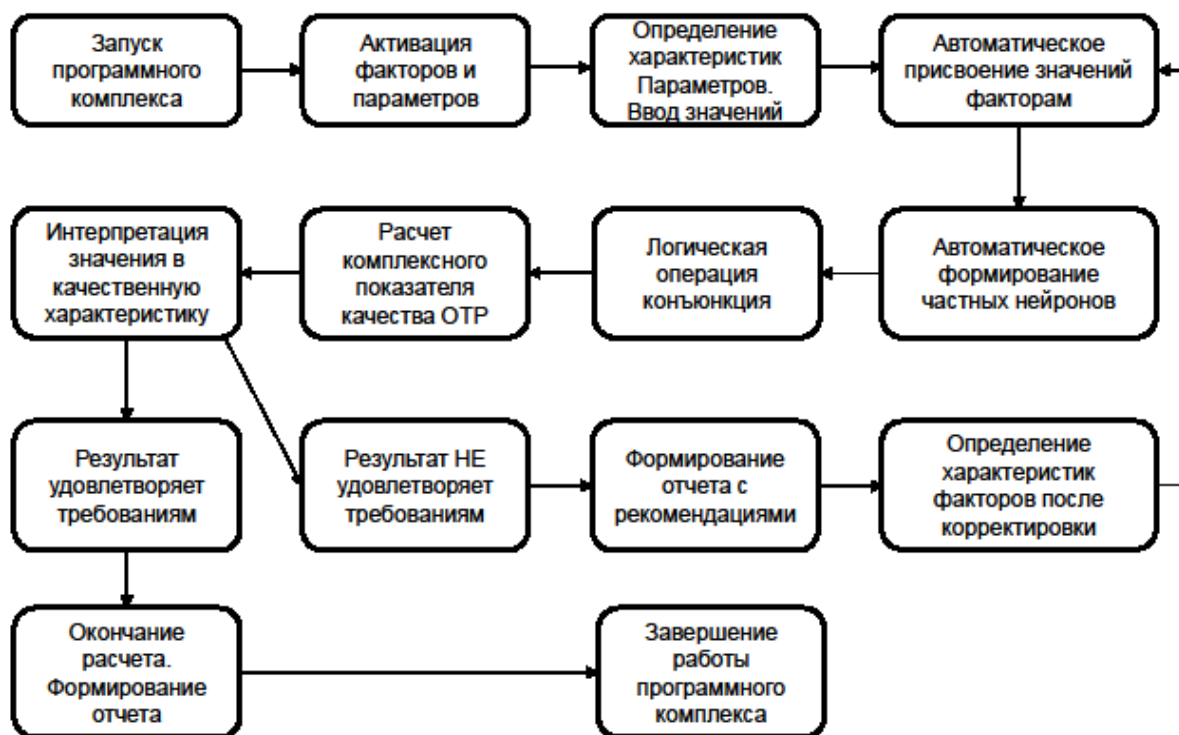 Запуск
программного
комплекса
Активация
факторов и
параметров
Определение
характеристик
Параметров.
Ввод значений
Автоматическое
присвоение значений
факторам
Интерпретация
значения в
качественную
характеристику
Расчет
комплексного
показателя
качества ОТР
Логическая
операция
конъюнкция
Автоматическое
формирование
частных нейронов
Результат
удовлетворяет
требованиям
Результат НЕ
удовлетворяет
требованиям
Формирование
отчета с
рекомендациями
Определение
характеристик
факторов после
корректировки
Окончание
расчета.
Формирование
отчета
Завершение
работы
программного
комплекса